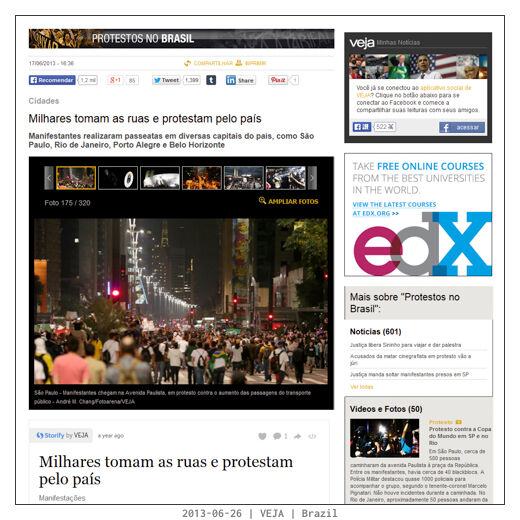 PROTESTOS NO BRASIL
17/06/2013 - 18:36
COMPARTILHAR IMPRIMIR
Recomendar 1,2 mil +1 85 Tweet 1,399 Share Pin it 1
Cidades
Milhares tomam as ruas e protestam pelo país
Manifestantes realizaram passeatas em diversas capitais do país, como São
Paulo, Rio de Janeiro, Porto Alegre e Belo Horizonte
Foto 175 / 320
AMPLIAR FOTOS
São Paulo - Manifestantes chegam na Avenida Paulista, em protesto contra o aumento das passagens do transporte
público - André M. Chang/Fotoarena/VEJA.
Storify by VEJA a year ago
1
Milhares tomam as ruas e protestam
pelo país
Manifestações
veja Minhas Notícias
Você já se conectou ao aplicativo social de
VEJA? Clique no botão abaixo para se
conectar ao Facebook e comece a
compartilhar suas leituras com seus amigos.
522 mil
acessar
TAKE FREE ONLINE COURSES
FROM THE BEST UNIVERSITIES
IN THE WORLD.
VIEW THE LATEST COURSES
AT EDX.ORG >>
edX
Mais sobre "Protestos no
Brasil":
Notícias (601)
Justiça libera Sininho para viajar e dar palestra
Acusados de matar cinegrafista em protesto vão a
júri
Justiça manda soltar manifestantes presos em SP
Ver todas
Vídeos e Fotos (50)
Protesto
Protesto contra a Copa
do Mundo em SP e no
Rio
Em São Paulo, cerca de
500 pessoas
caminharam da avenida Paulista à praça da República.
Entre os manifestantes, havia cerca de 40 blackblocks. A
Polícia Militar destacou quase 1000 policiais para
acompanhar o grupo, segundo o tenente-coronel Marcelo
Pignatari. Não houve incidentes durante a caminhada. No
Rio de Janeiro, aproximadamente 50 pessoas andaram da
2013-06-26 | VEJA | Brazil